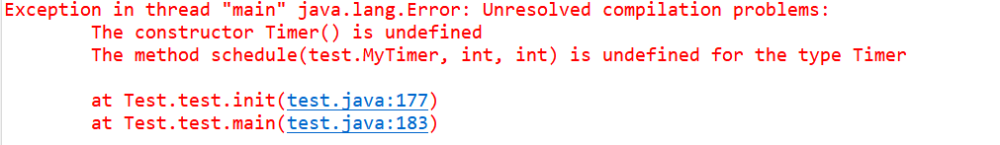 Exception in thread "main" java.lang.Error: Unresolved compilation problems:
The constructor Timer() is undefined
The method schedule(test.MyTimer, int, int) is undefined for the type Timer
at Test.test.init(test.java:177)
at Test.test.main(test.java:183)